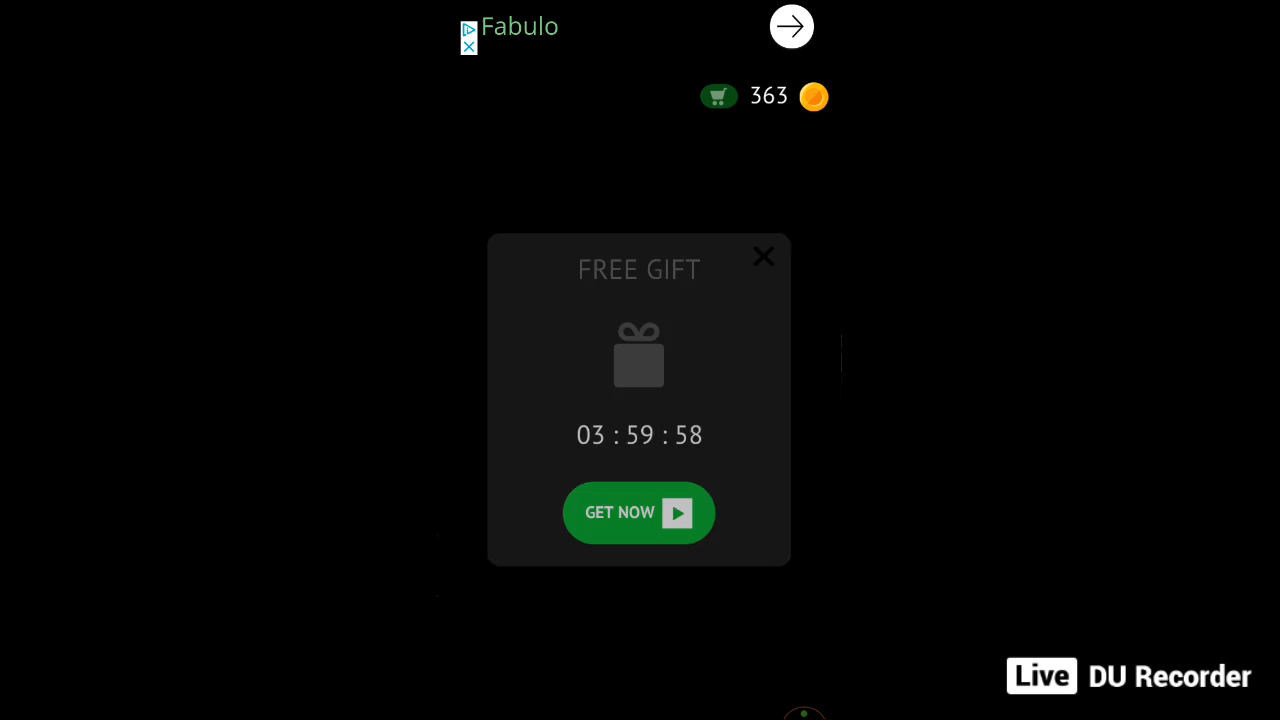 Fabulo
363
FREE GIFT
03 : 59 : 58
GET NOW
Live DU Recorder